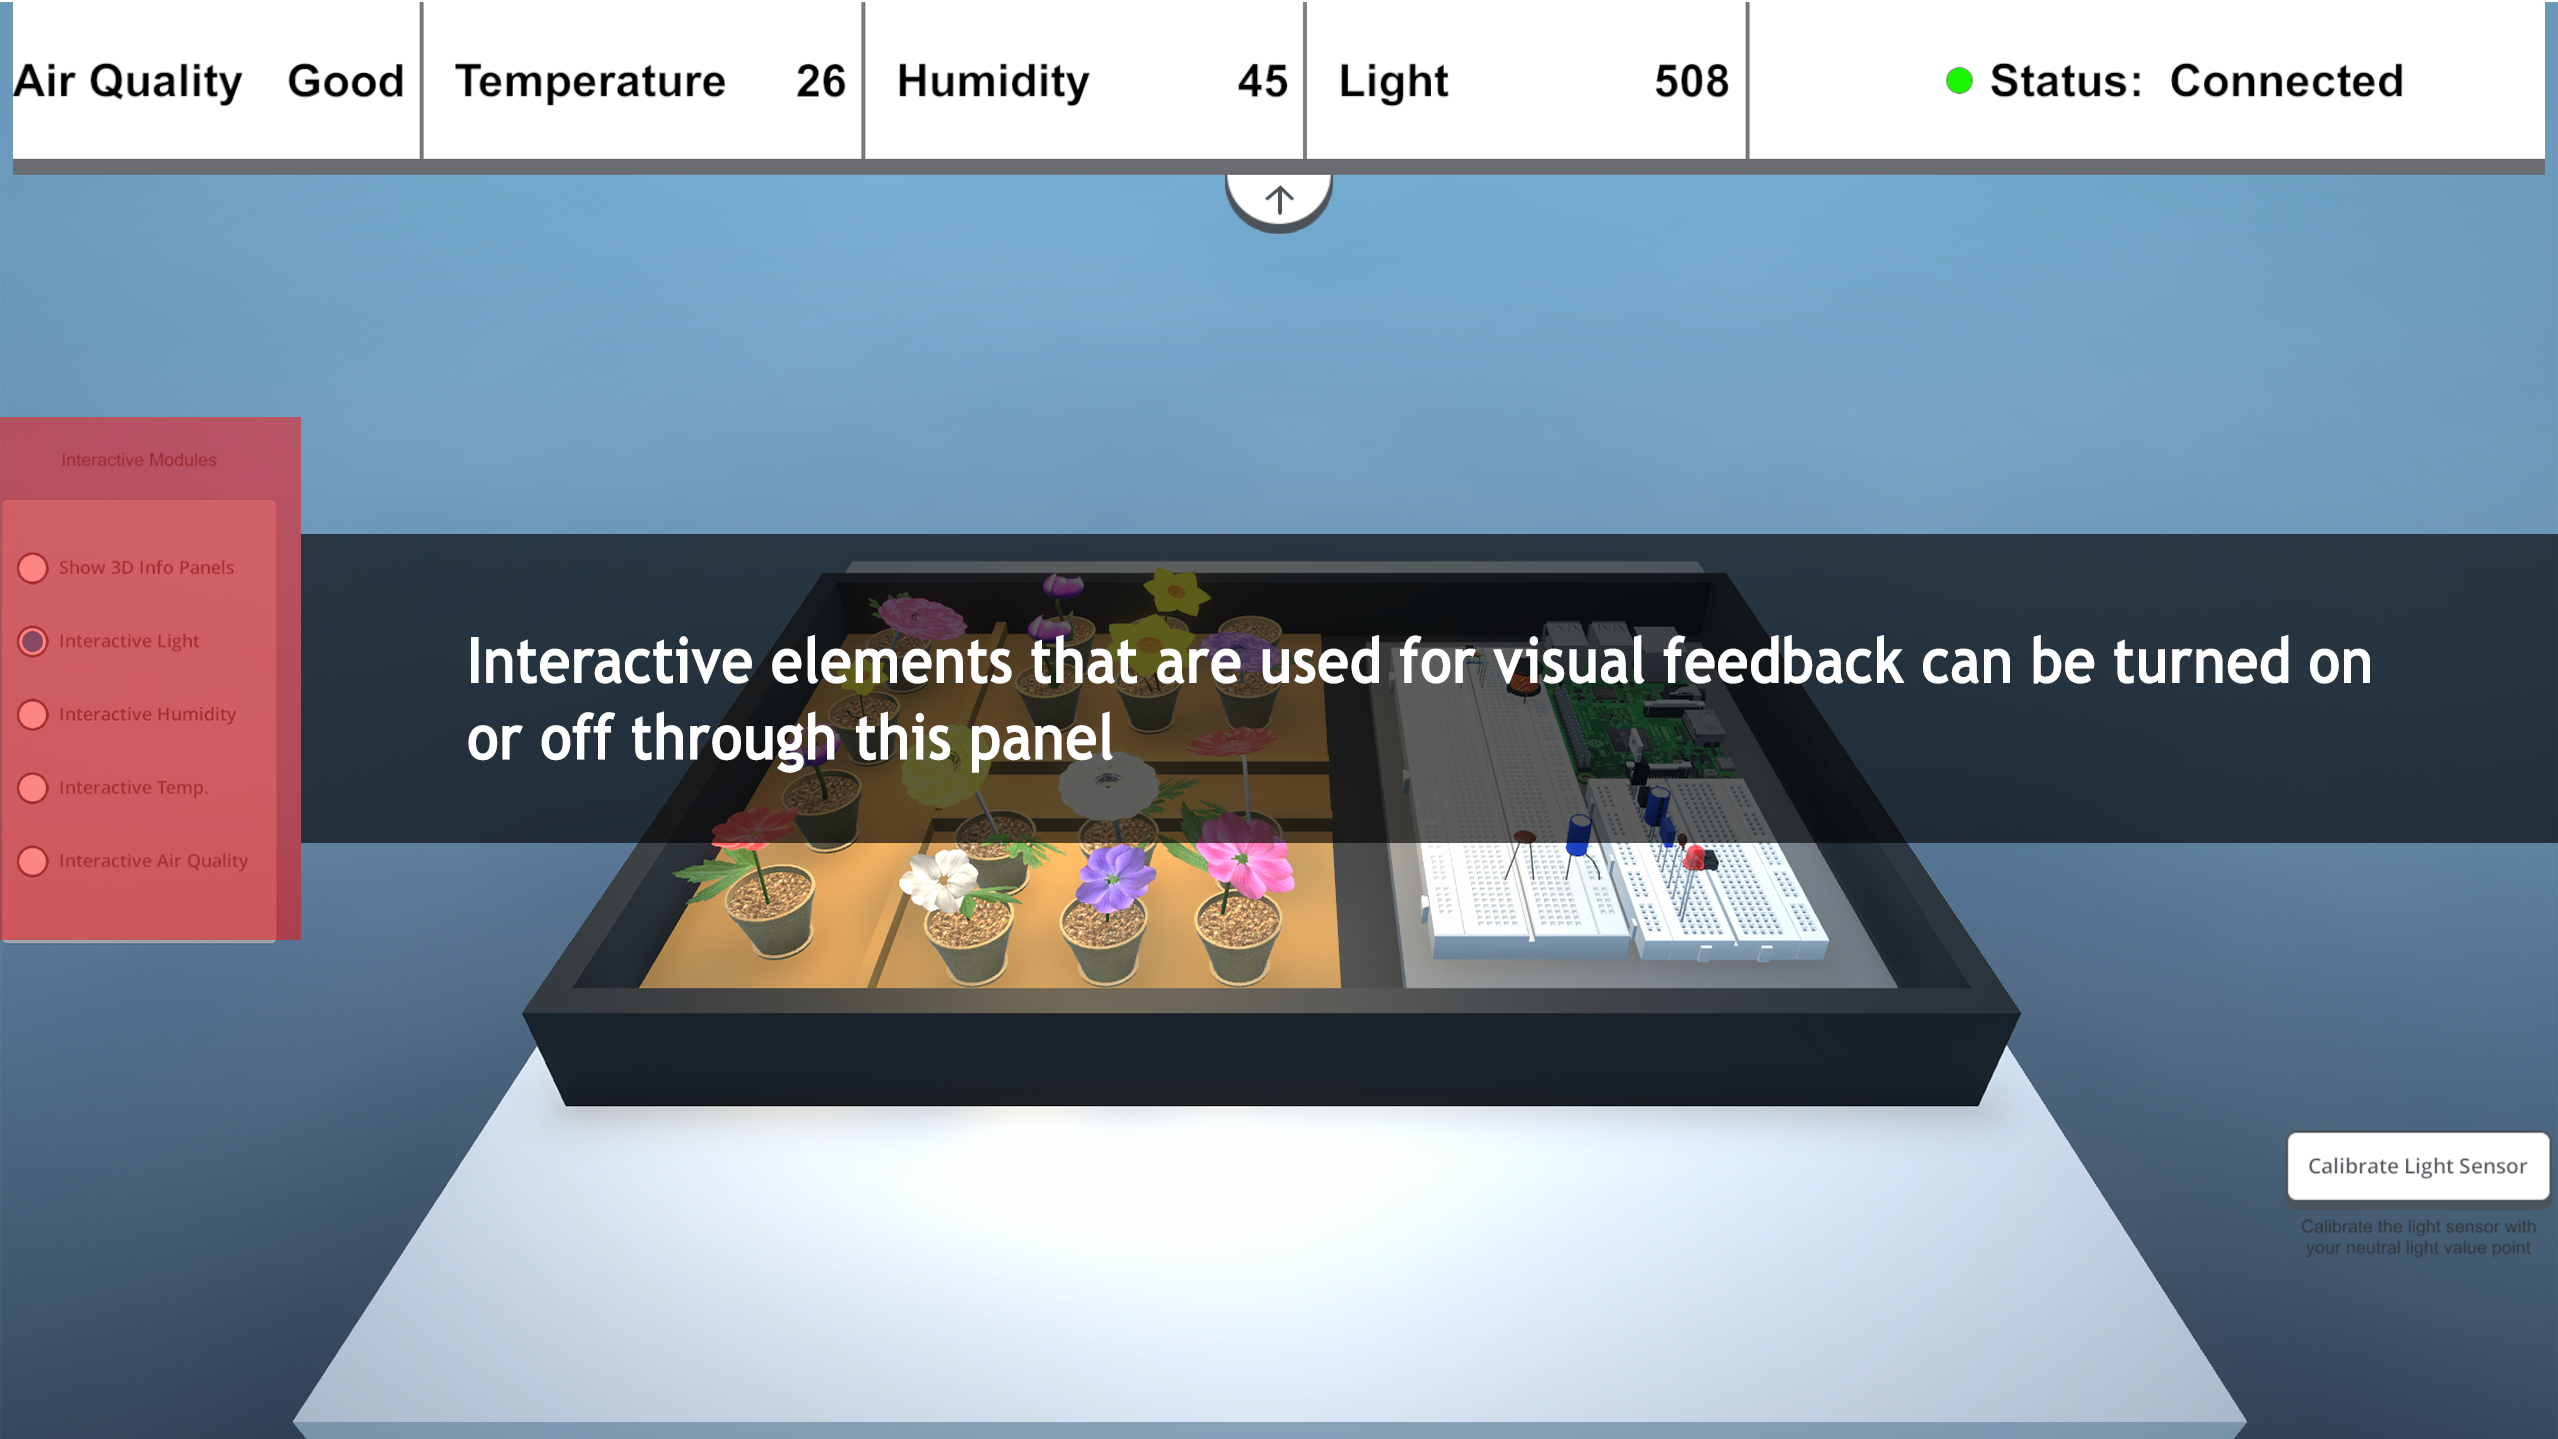 Air Quality Good
Temperature 26
Humidity 45
Light 508
Status: Connected
Interactive Modules
Show 3D Info Panels
Interactive Light
Interactive Humidity
Interactive Temp.
Interactive Air Quality
Interactive elements that are used for visual feedback can be turned on
or off through this panel
Calibrate Light Sensor
Calibrate the light sensor with
your neutral light value point